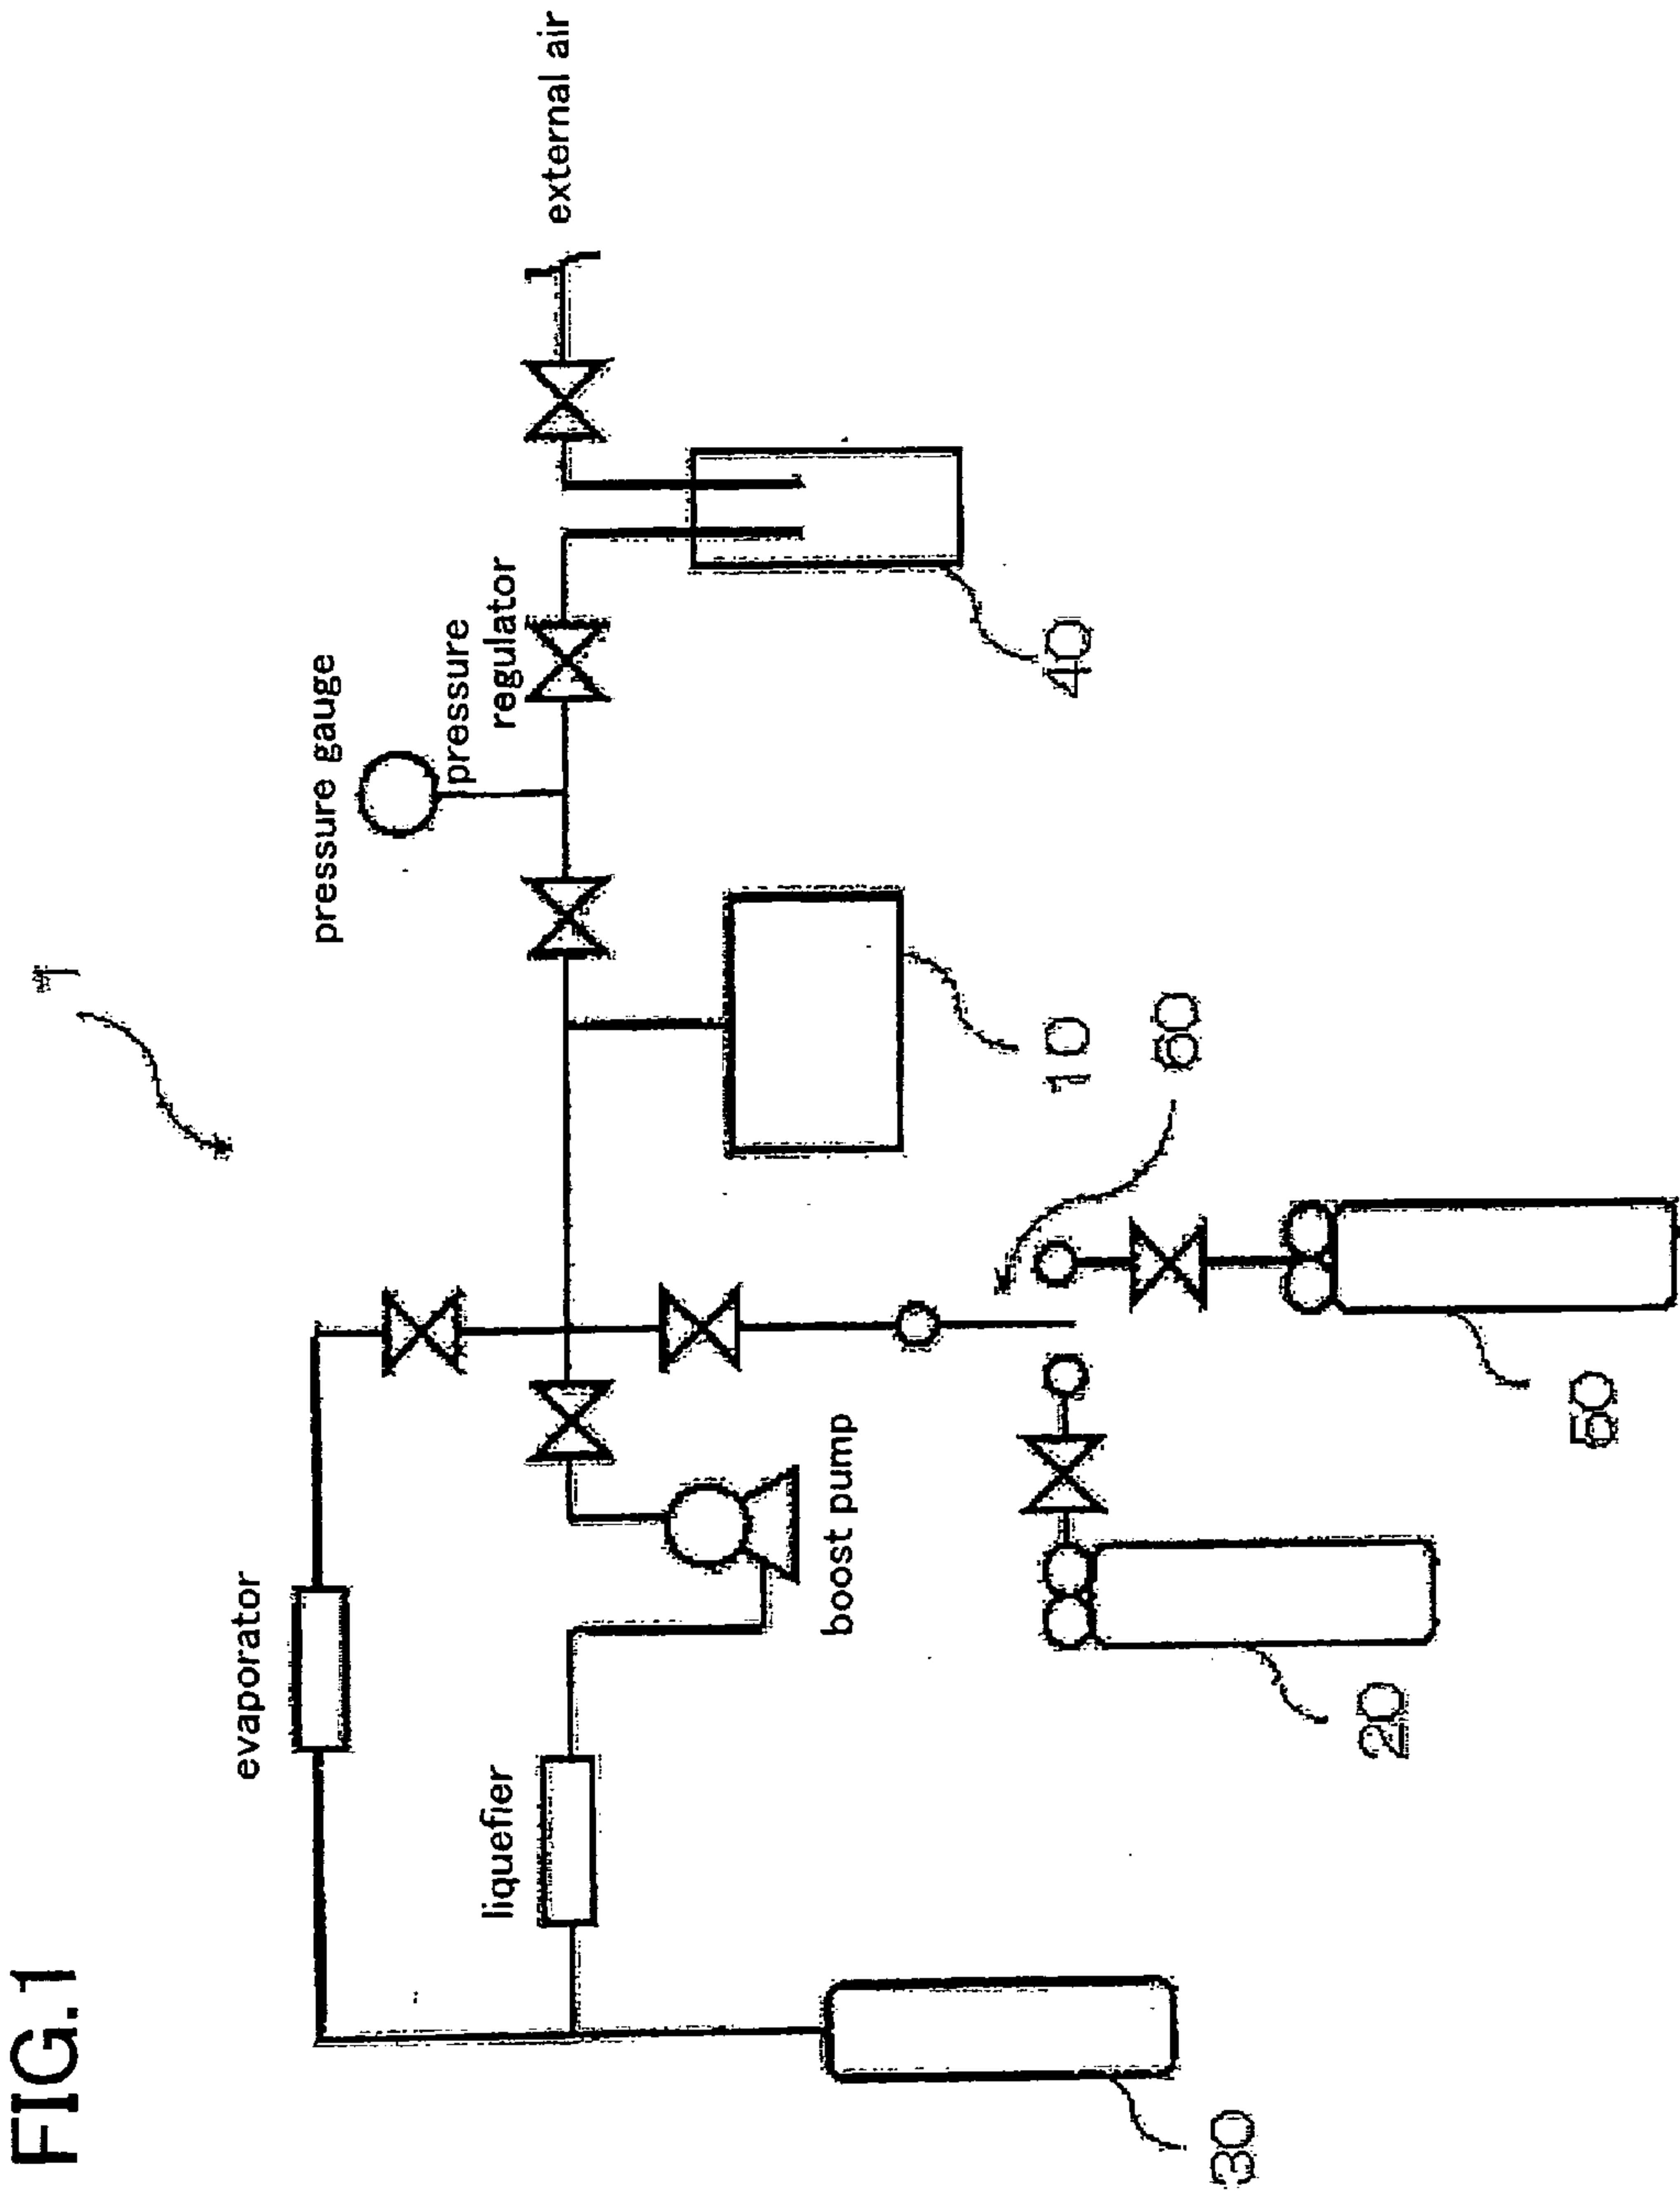 FIG.1
1
evaporator
pressure gauge
liquefier
pressure
regulator
external air
boost pump
10
40
60
30
20
50